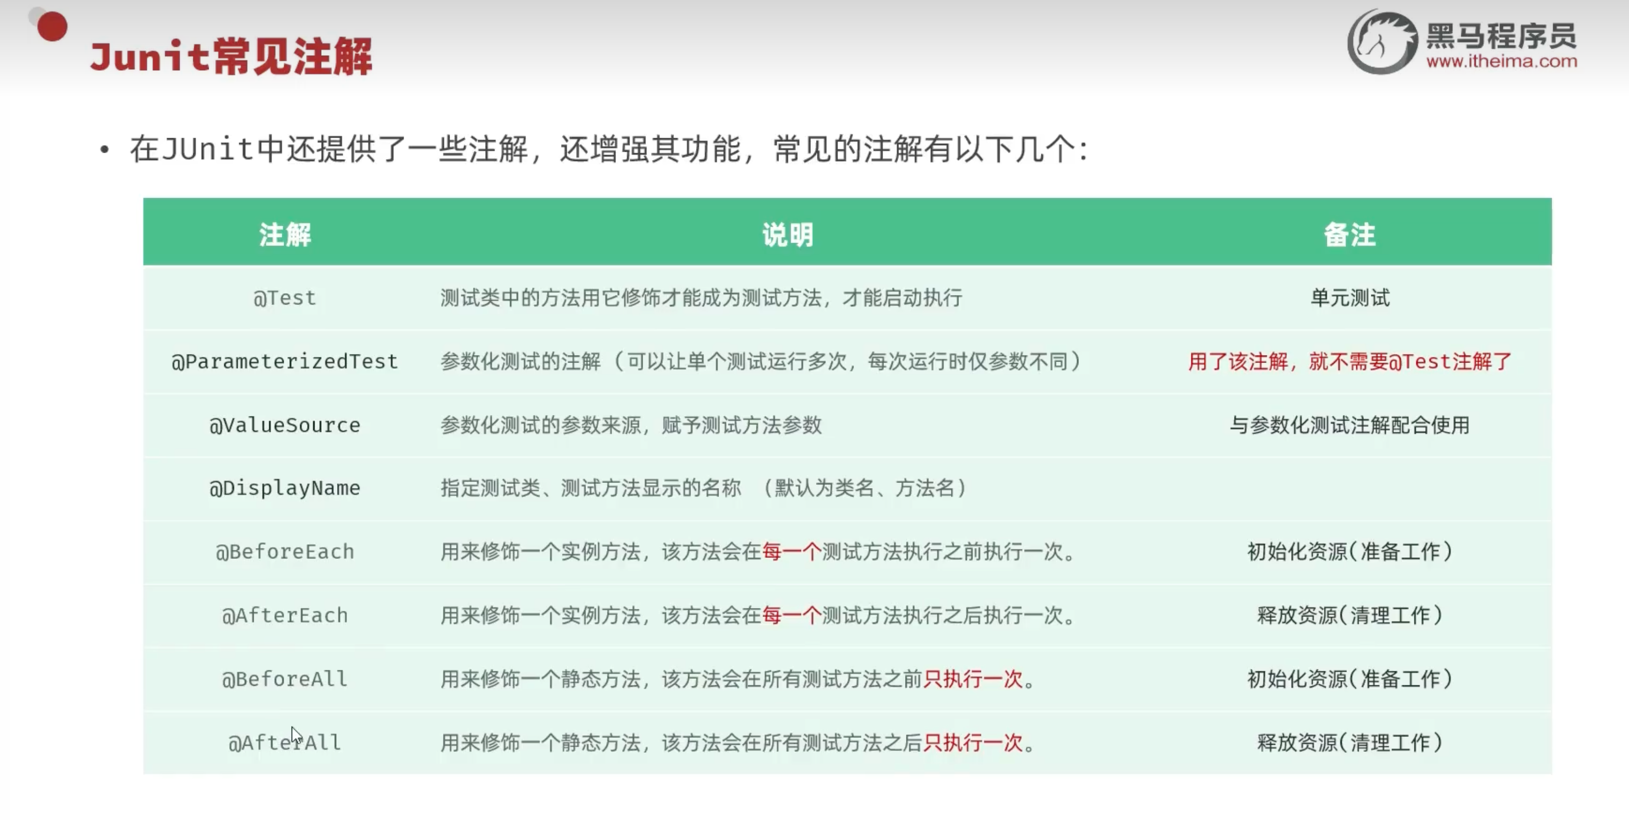 Junit常见注解
黑马程序员
www.itheima.com
• 在JUnit中还提供了一些注解，还增强其功能，常见的注解有以下几个：
注解 说明 备注
@Test 测试类中的方法用它修饰才能成为测试方法，才能启动执行 单元测试
@ParameterizedTest 参数化测试的注解（可以让单个测试运行多次，每次运行时仅参数不同） 用了该注解，就不需要@Test注解了
@ValueSource 参数化测试的参数来源，赋予测试方法参数 与参数化测试注解配合使用
@DisplayName 指定测试类、测试方法显示的名称 （默认为类名、方法名）
@BeforeEach 用来修饰一个实例方法，该方法会在每一个测试方法执行之前执行一次。 初始化资源(准备工作)
@AfterEach 用来修饰一个实例方法，该方法会在每一个测试方法执行之后执行一次。 释放资源(清理工作)
@BeforeAll 用来修饰一个静态方法，该方法会在所有测试方法之前只执行一次。 初始化资源(准备工作)
@AfterAll 用来修饰一个静态方法，该方法会在所有测试方法之后只执行一次。 释放资源(清理工作)